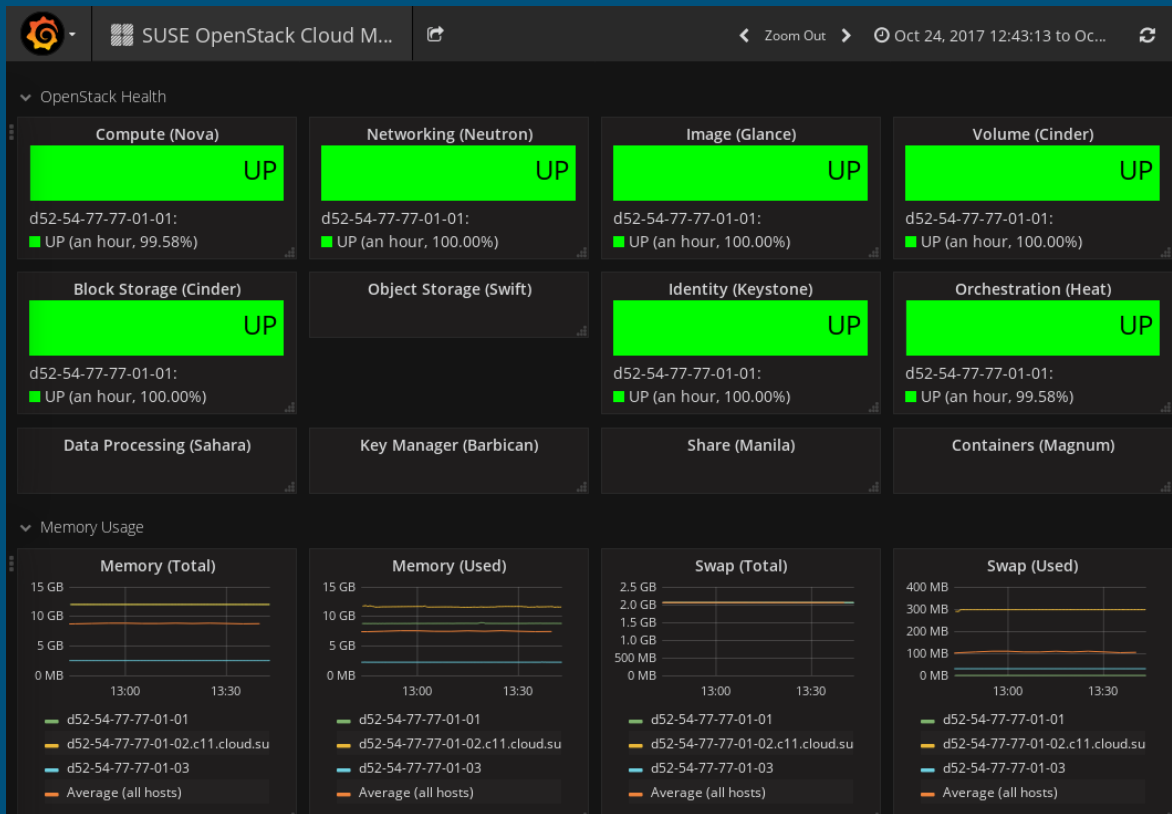 SUSE OpenStack Cloud M...
Zoom Out
Oct 24, 2017 12:43:13 to Oc...
OpenStack Health
Compute (Nova)
UP
d52-54-77-77-01-01:
UP (an hour, 99.58%)
Networking (Neutron)
UP
d52-54-77-77-01-01:
UP (an hour, 100.00%)
Image (Glance)
UP
d52-54-77-77-01-01:
UP (an hour, 100.00%)
Volume (Cinder)
UP
d52-54-77-77-01-01:
UP (an hour, 100.00%)
Block Storage (Cinder)
UP
d52-54-77-77-01-01:
UP (an hour, 100.00%)
Object Storage (Swift)
Identity (Keystone)
UP
d52-54-77-77-01-01:
UP (an hour, 100.00%)
Orchestration (Heat)
UP
d52-54-77-77-01-01:
UP (an hour, 99.58%)
Data Processing (Sahara)
Key Manager (Barbican)
Share (Manila)
Containers (Magnum)
Memory Usage
Memory (Total)
15 GB
10 GB
5 GB
0 MB
13:00 13:30
d52-54-77-77-01-01
d52-54-77-77-01-02.c11.cloud.su
d52-54-77-77-01-03
Average (all hosts)
Memory (Used)
15 GB
10 GB
5 GB
0 MB
13:00 13:30
d52-54-77-77-01-01
d52-54-77-77-01-02.c11.cloud.su
d52-54-77-77-01-03
Average (all hosts)
Swap (Total)
2.5 GB
2.0 GB
1.5 GB
1.0 GB
500 MB
0 MB
13:00 13:30
d52-54-77-77-01-01
d52-54-77-77-01-02.c11.cloud.su
d52-54-77-77-01-03
Average (all hosts)
Swap (Used)
400 MB
300 MB
200 MB
100 MB
0 MB
13:00 13:30
d52-54-77-77-01-01
d52-54-77-77-01-02.c11.cloud.su
d52-54-77-77-01-03
Average (all hosts)